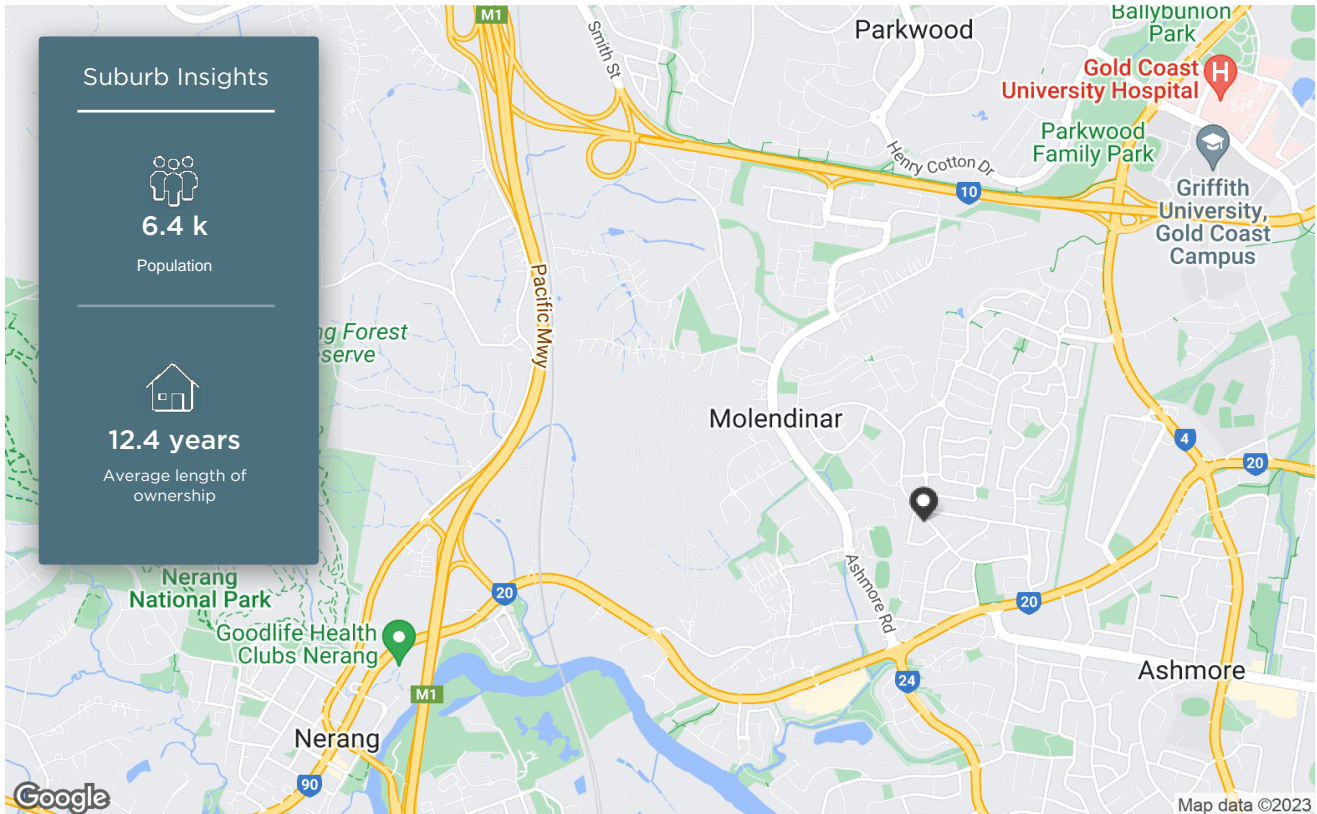 Suburb Insights
6.4 k
Population
12.4 years
Average length of
ownership
M1
Smith St
Parkwood
Ballybunion
Park
Gold Coast
University Hospital
H
Parkwood
Family Park
Henry Cotton Dr
10
Griffith
University,
Gold Coast
Campus
Pacific Mwy
ng Forest
serve
Molendinar
4
20
Ashmore Rd
Nerang
National Park
20
20
Goodlife Health
Clubs Nerang
Ashmore
24
M1
Nerang
90
Google
Map data ©2023